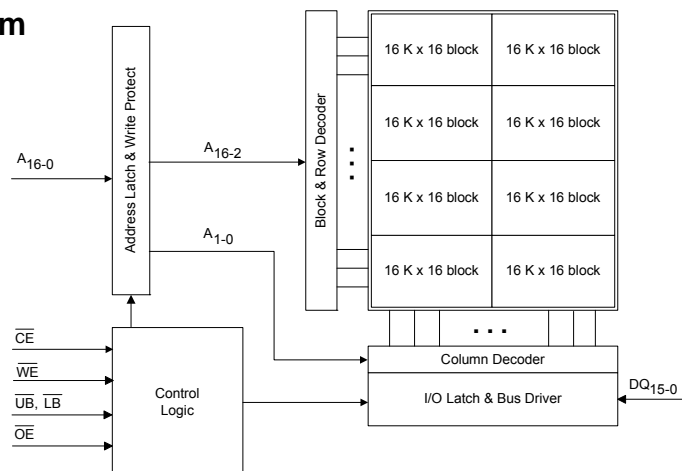 m
Address Latch & Write Protect
Block & Row Decoder
16 K x 16 block 16 K x 16 block
16 K x 16 block 16 K x 16 block
16 K x 16 block 16 K x 16 block
16 K x 16 block 16 K x 16 block
A16-0
A16-2
A1-0
...
...
CE
WE
UB, LB
OE
Control
Logic
Column Decoder
I/O Latch & Bus Driver
DQ15-0